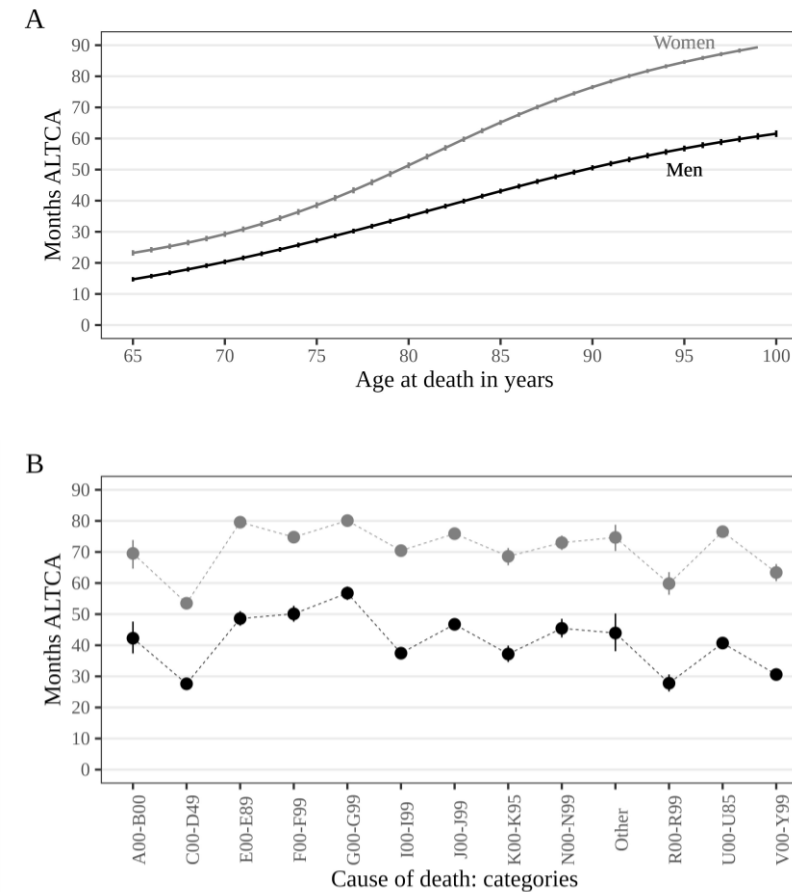 A
Months ALTCA
90
80
70
60
50
40
30
20
10
0
Women
Men
65 70 75 80 85 90 95 100
Age at death in years
B
Months ALTCA
90
80
70
60
50
40
30
20
10
0
A00-B00
C00-D49
E00-E89
F00-F99
G00-G99
I00-I99
J00-J99
K00-K95
N00-N99
Other
R00-R99
U00-U85
V00-Y99
Cause of death: categories